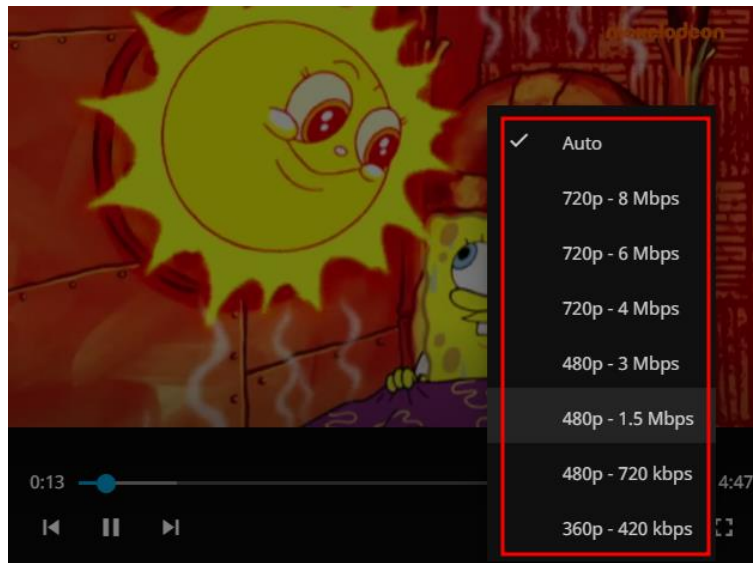 nickelodeon
Auto
720p - 8 Mbps
720p - 6 Mbps
720p - 4 Mbps
480p - 3 Mbps
480p - 1.5 Mbps
480p - 720 kbps
360p - 420 kbps
0:13
4:47